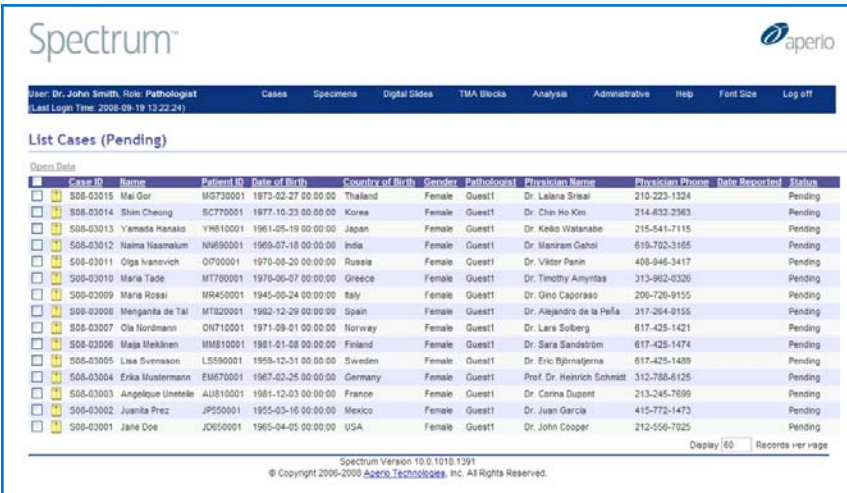 Spectrum™
aperio
User: Dr. John Smith, Role: Pathologist Cases Specimens Digital Slides TMA Blocks Analysis Administrative Help Font Size Log off
(Last Login Time: 2008-09-19 13:22:24)
List Cases (Pending)
Open Data
Case ID Name Patient ID Date of Birth Country of Birth Gender Pathologist Physician Name Physician Phone Date Reported Status
S08-03015 Mai Gor MG730001 1973-02-27 00:00:00 Thailand Female Guest1 Dr. Lalana Srisai 210-223-1324 Pending
S08-03014 Shim Cheong SC770001 1977-10-23 00:00:00 Korea Female Guest1 Dr. Chin Ho Kim 214-632-2363 Pending
S08-03013 Yamada Hanako YH610001 1961-05-19 00:00:00 Japan Female Guest1 Dr. Keiko Watanabe 215-541-7115 Pending
S08-03012 Naima Naamalum NN690001 1969-07-18 00:00:00 India Female Guest1 Dr. Maniram Gahoi 619-702-3165 Pending
S08-03011 Olga Ivanovich OI700001 1970-08-20 00:00:00 Russia Female Guest1 Dr. Viktor Panin 408-946-3417 Pending
S08-03010 Maria Tade MT780001 1978-06-07 00:00:00 Greece Female Guest1 Dr. Timothy Amyntas 313-962-0326 Pending
S08-03009 Maria Rossi MR450001 1945-08-24 00:00:00 Italy Female Guest1 Dr. Gino Caporaso 206-726-9155 Pending
S08-03008 Menganita de Tal MT820001 1982-12-29 00:00:00 Spain Female Guest1 Dr. Alejandro de la Peña 317-264-8155 Pending
S08-03007 Ola Nordmann ON710001 1971-09-01 00:00:00 Norway Female Guest1 Dr. Lars Solberg 617-425-1421 Pending
S08-03006 Maija Meiklinen MM810001 1981-01-08 00:00:00 Finland Female Guest1 Dr. Sara Sandström 617-425-1474 Pending
S08-03005 Lisa Svensson LS590001 1959-12-31 00:00:00 Sweden Female Guest1 Dr. Eric Björnstjerna 617-425-1489 Pending
S08-03004 Erika Mustermann EM670001 1967-02-25 00:00:00 Germany Female Guest1 Prof. Dr. Heinrich Schmidt 312-788-6125 Pending
S08-03003 Angelique Unetelle AU810001 1981-12-03 00:00:00 France Female Guest1 Dr. Corina Dupont 213-245-7699 Pending
S08-03002 Juanita Prez JP550001 1955-03-16 00:00:00 Mexico Female Guest1 Dr. Juan Garcia 415-772-1473 Pending
S08-03001 Jane Doe JD650001 1965-04-05 00:00:00 USA Female Guest1 Dr. John Cooper 212-556-7025 Pending
Display 60 Records per page
Spectrum Version 10.0.1018.1391
© Copyright 2006-2008 Aperio Technologies, Inc. All Rights Reserved.